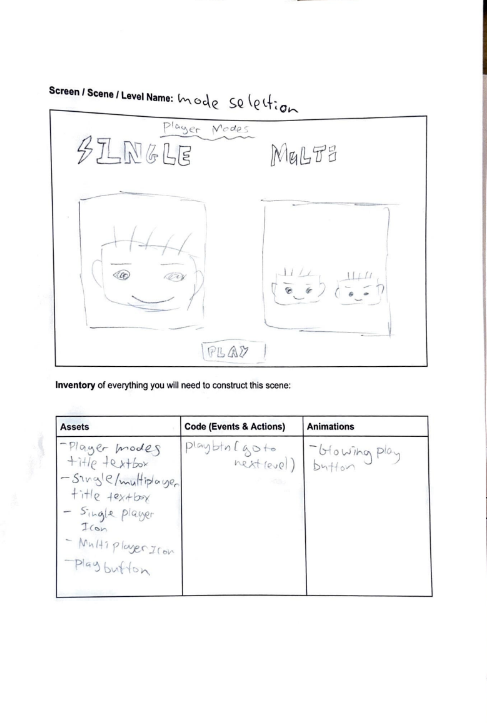 Screen / Scene / Level Name: mode selection
Player Modes
SINGLE
MULTi
PLAY
Inventory of everything you will need to construct this scene:
Assets
Code (Events & Actions)
Animations
-Player modes
title textbox
-Single/multiplayer
title textbox
- Single player
Icon
- Multi player Icon
-Play button
playbtn(go to
next level)
-Glowing play
button